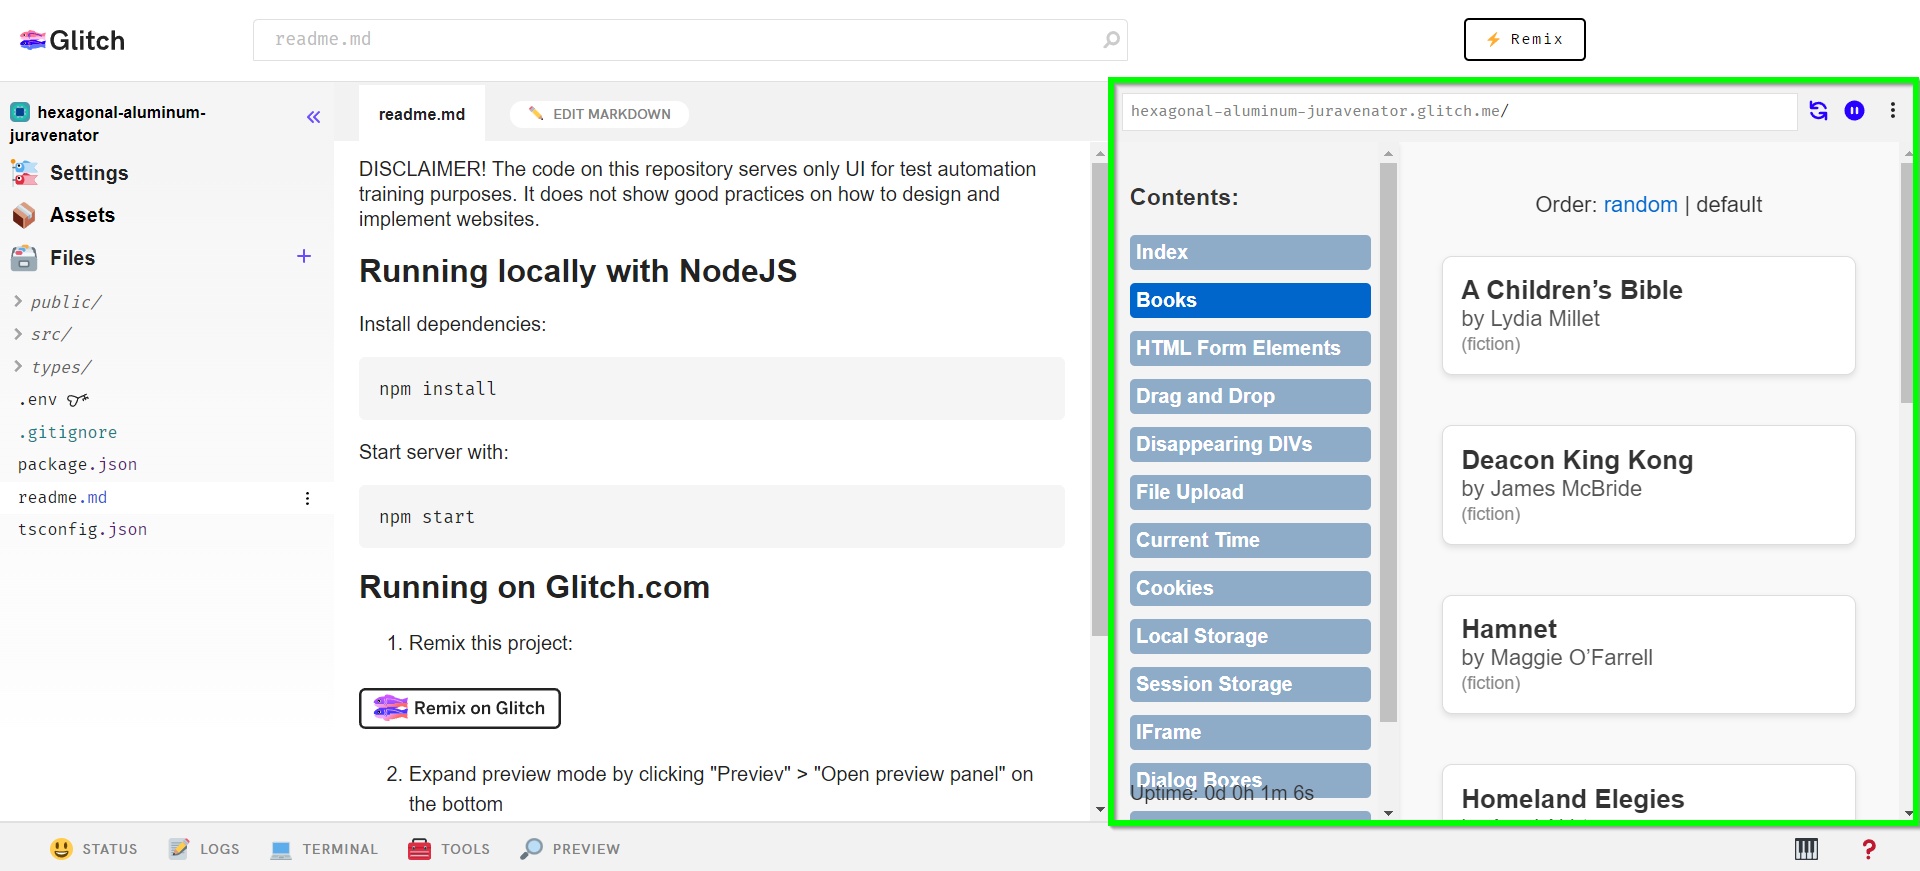 Glitch
readme.md
⚡ Remix
hexagonal-aluminum-
juravenator
Settings
Assets
Files
public/
src/
types/
.env
.gitignore
package.json
readme.md
tsconfig.json
readme.md
EDIT MARKDOWN
DISCLAIMER! The code on this repository serves only UI for test automation
training purposes. It does not show good practices on how to design and
implement websites.
Running locally with NodeJS
Install dependencies:
npm install
Start server with:
npm start
Running on Glitch.com
1. Remix this project:
Remix on Glitch
2. Expand preview mode by clicking "Previev" > "Open preview panel" on
the bottom
hexagonal-aluminum-juravenator.glitch.me/
Contents:
Index
Books
HTML Form Elements
Drag and Drop
Disappearing DIVs
File Upload
Current Time
Cookies
Local Storage
Session Storage
IFrame
Dialog Boxes
Uptime: 0d 0h 1m 6s
Order: random | default
A Children’s Bible
by Lydia Millet
(fiction)
Deacon King Kong
by James McBride
(fiction)
Hamnet
by Maggie O’Farrell
(fiction)
Homeland Elegies
STATUS
LOGS
TERMINAL
TOOLS
PREVIEW